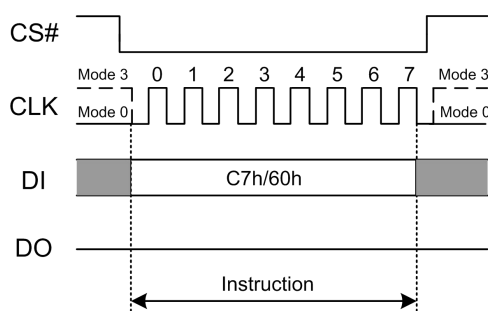 CS#
Mode 3 0 1 2 3 4 5 6 7 Mode 3
CLK
Mode 0 Mode 0
DI C7h/60h
DO
Instruction